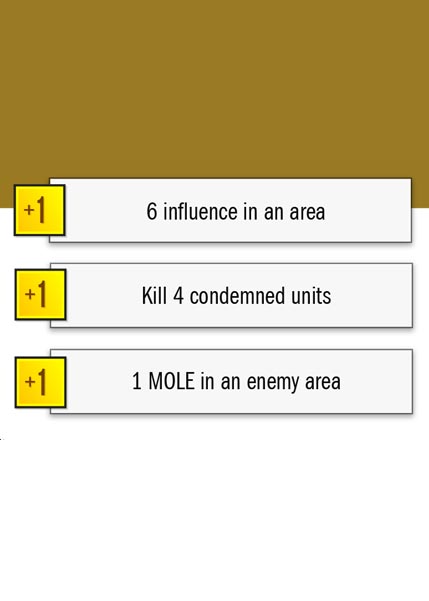 +1 6 influence in an area
+1 Kill 4 condemned units
+1 1 MOLE in an enemy area